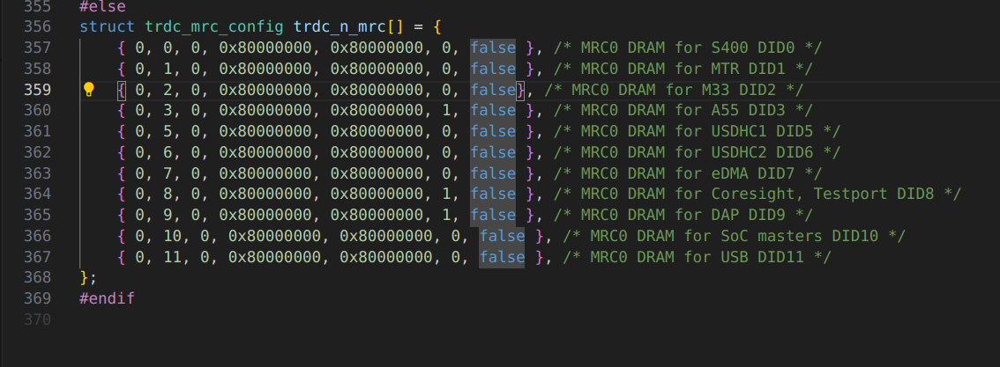 355 #else
356 struct trdc_mrc_config trdc_n_mrc[] = {
357 { 0, 0, 0, 0x80000000, 0x80000000, 0, false }, /* MRC0 DRAM for S400 DID0 */
358 { 0, 1, 0, 0x80000000, 0x80000000, 0, false }, /* MRC0 DRAM for MTR DID1 */
359 { 0, 2, 0, 0x80000000, 0x80000000, 0, false}, /* MRC0 DRAM for M33 DID2 */
360 { 0, 3, 0, 0x80000000, 0x80000000, 1, false }, /* MRC0 DRAM for A55 DID3 */
361 { 0, 5, 0, 0x80000000, 0x80000000, 0, false }, /* MRC0 DRAM for USDHC1 DID5 */
362 { 0, 6, 0, 0x80000000, 0x80000000, 0, false }, /* MRC0 DRAM for USDHC2 DID6 */
363 { 0, 7, 0, 0x80000000, 0x80000000, 0, false }, /* MRC0 DRAM for eDMA DID7 */
364 { 0, 8, 0, 0x80000000, 0x80000000, 1, false }, /* MRC0 DRAM for Coresight, Testport DID8 */
365 { 0, 9, 0, 0x80000000, 0x80000000, 1, false }, /* MRC0 DRAM for DAP DID9 */
366 { 0, 10, 0, 0x80000000, 0x80000000, 0, false }, /* MRC0 DRAM for SoC masters DID10 */
367 { 0, 11, 0, 0x80000000, 0x80000000, 0, false }, /* MRC0 DRAM for USB DID11 */
368 };
369 #endif
370